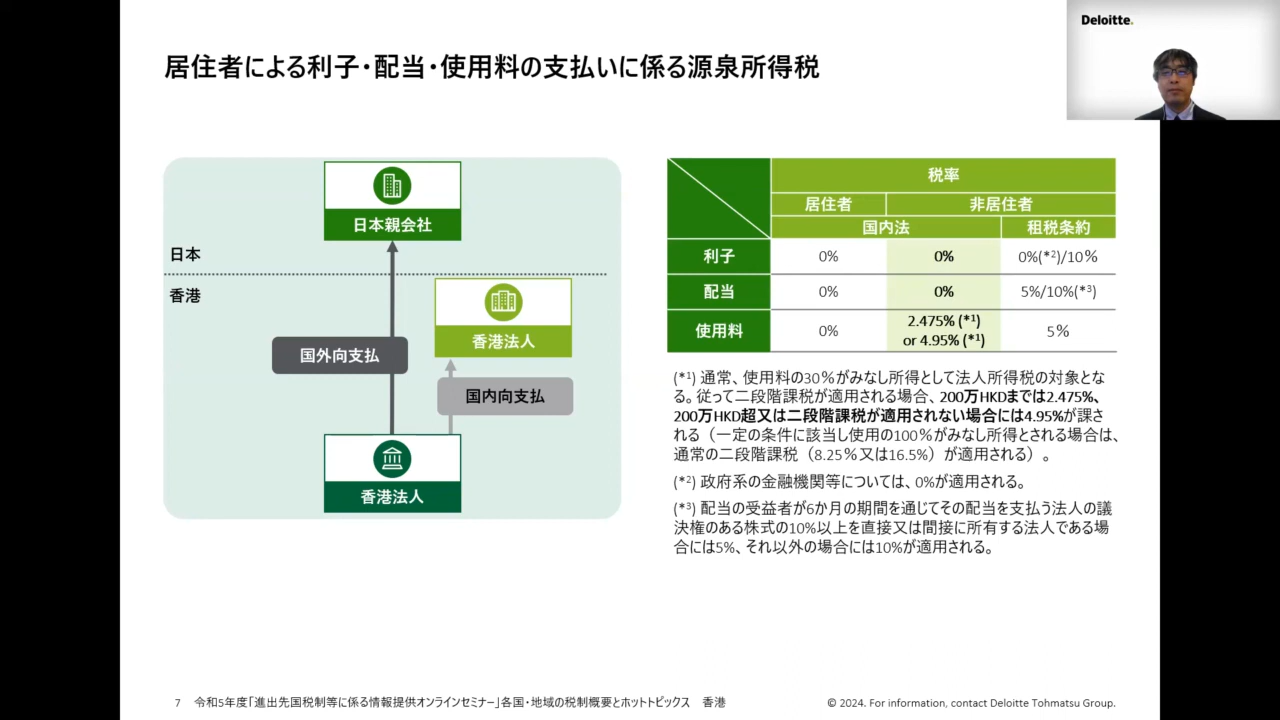 Deloitte.
居住者による利子・配当・使用料の支払いに係る源泉所得税
日本親会社
日本
香港
香港法人
国外向支払
国内向支払
香港法人
税率
居住者 非居住者
国内法 租税条約
利子 0% 0% 0%(*2)/10%
配当 0% 0% 5%/10%(*3)
使用料 0% 2.475% (*1) 5%
or 4.95% (*1)
(*1) 通常、使用料の30%がみなし所得として法人所得税の対象とな
る。従って二段階課税が適用される場合、200万HKDまでは2.475%、
200万HKD超又は二段階課税が適用されない場合には4.95%が課さ
れる（一定の条件に該当し使用の100%がみなし所得とされる場合は、
通常の二段階課税（8.25%又は16.5%）が適用される）。
(*2) 政府系の金融機関等については、0%が適用される。
(*3) 配当の受益者が6か月の期間を通じてその配当を支払う法人の議
決権のある株式の10%以上を直接又は間接に所有する法人である場
合には5%、それ以外の場合には10%が適用される。
7 令和5年度「進出先国税制等に係る情報提供オンラインセミナー」各国・地域の税制概要とホットトピックス 香港
© 2024. For information, contact Deloitte Tohmatsu Group.